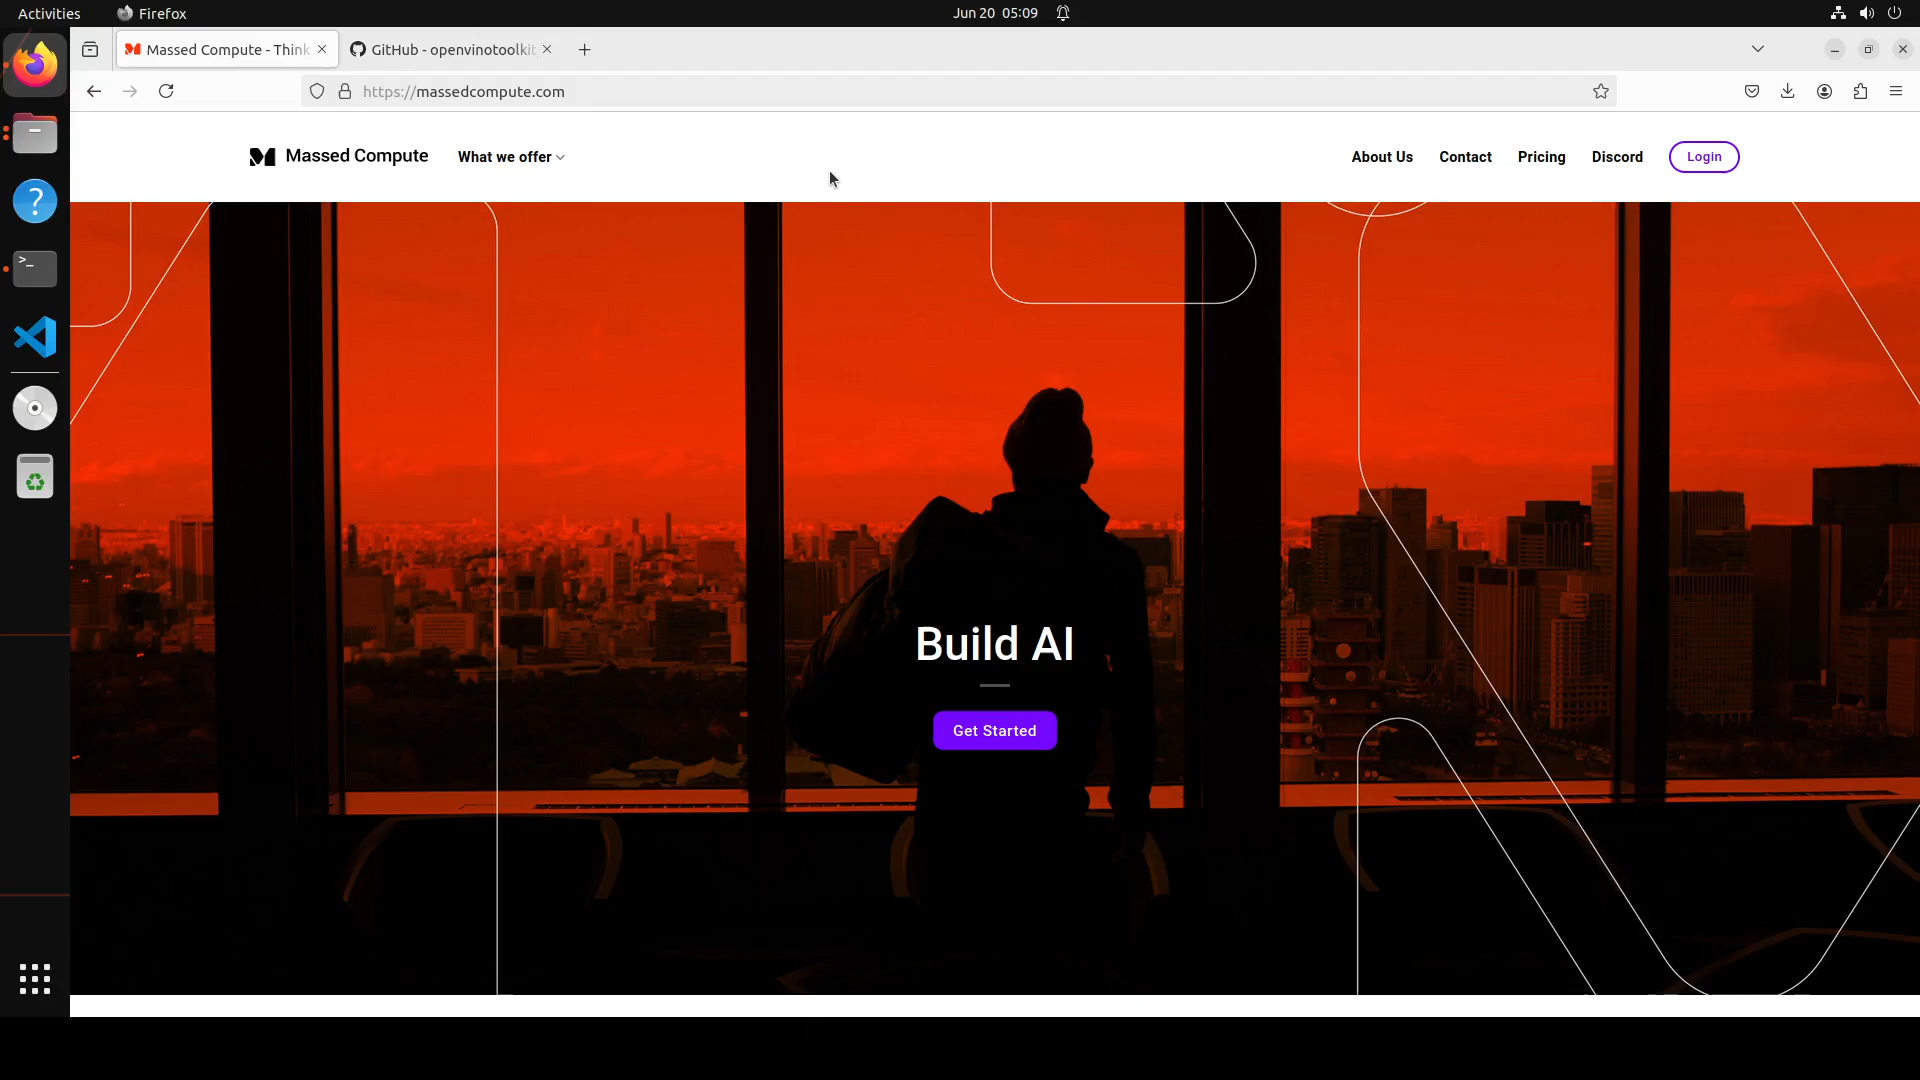 Activities
Firefox
Jun 20 05:09
Massed Compute - Think
GitHub - openvinotoolkit
https://massedcompute.com
Massed Compute
What we offer
About Us
Contact
Pricing
Discord
Login
Build AI
Get Started